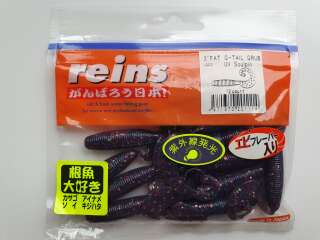 reins
がんばろう日本!
3"FAT G-TAIL GRUB
UV Scuppn
紫外線発光
エビフレーバー
入り
根魚
大好き
カサゴ アイナメ
ソイ キジハタ